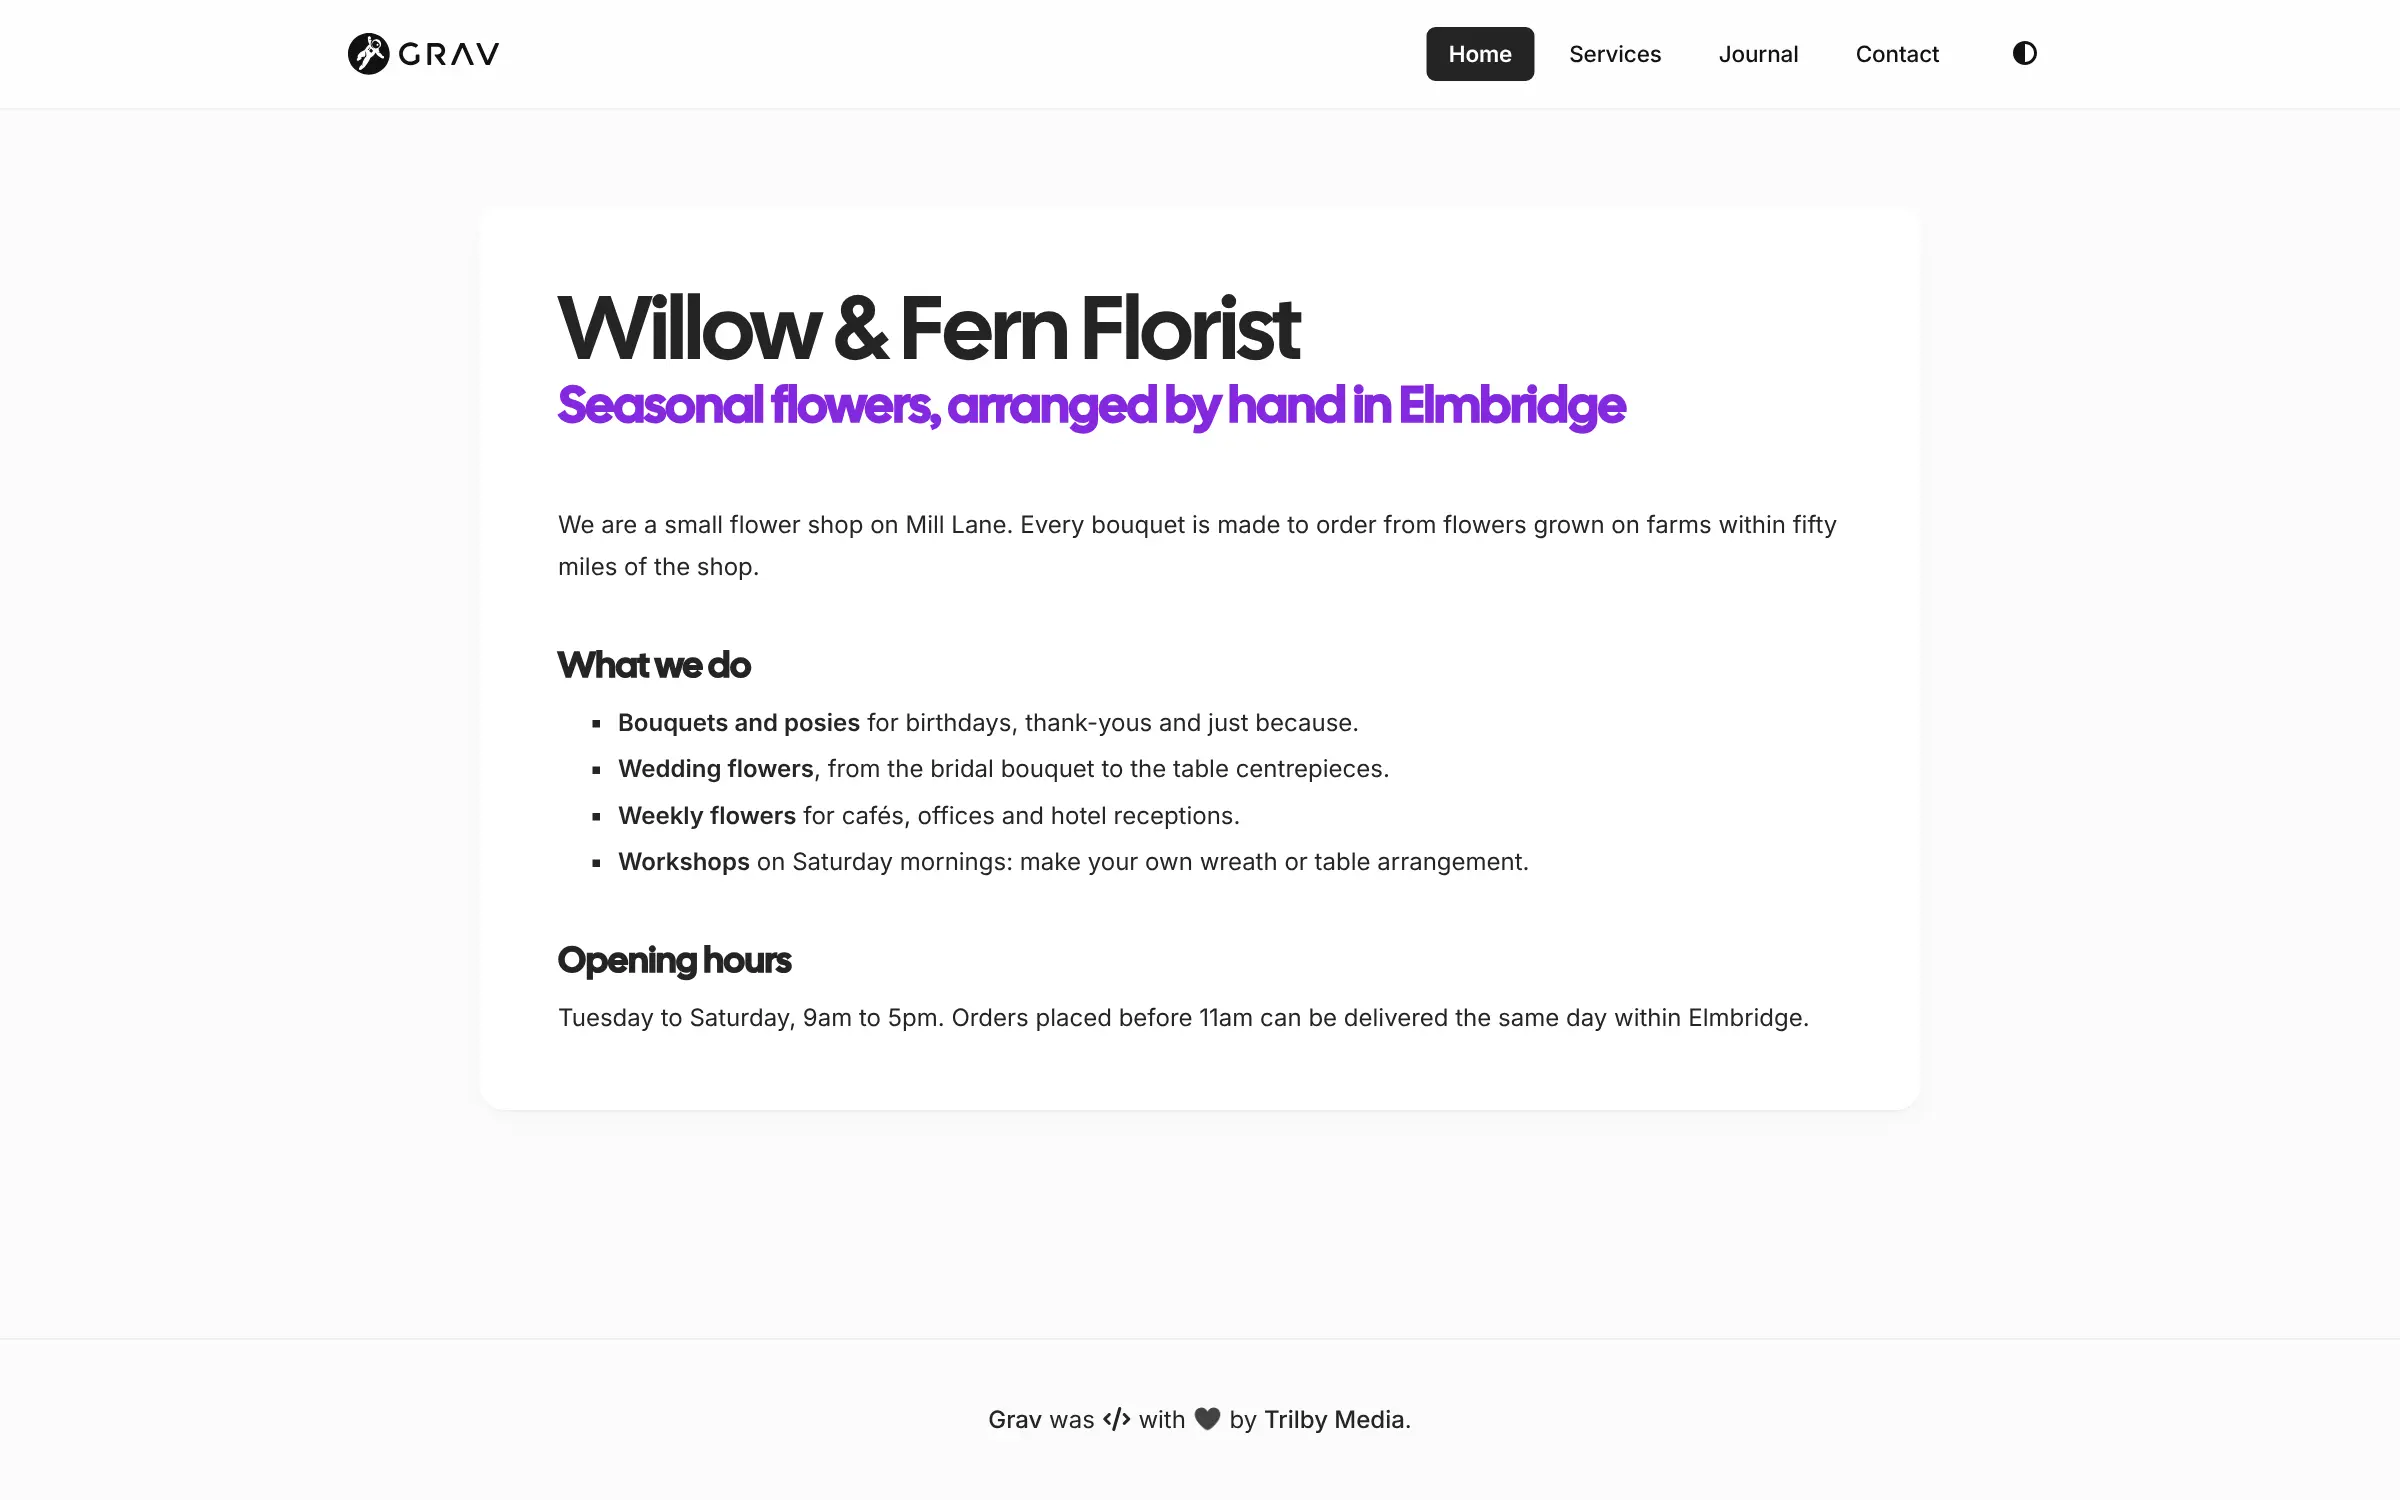 GRAV
Home
Services
Journal
Contact
Willow & Fern Florist
Seasonal flowers, arranged by hand in Elmbridge
We are a small flower shop on Mill Lane. Every bouquet is made to order from flowers grown on farms within fifty
miles of the shop.
What we do
Bouquets and posies for birthdays, thank-yous and just because.
Wedding flowers, from the bridal bouquet to the table centrepieces.
Weekly flowers for cafés, offices and hotel receptions.
Workshops on Saturday mornings: make your own wreath or table arrangement.
Opening hours
Tuesday to Saturday, 9am to 5pm. Orders placed before 11am can be delivered the same day within Elmbridge.
Grav was </> with 🖤 by Trilby Media.